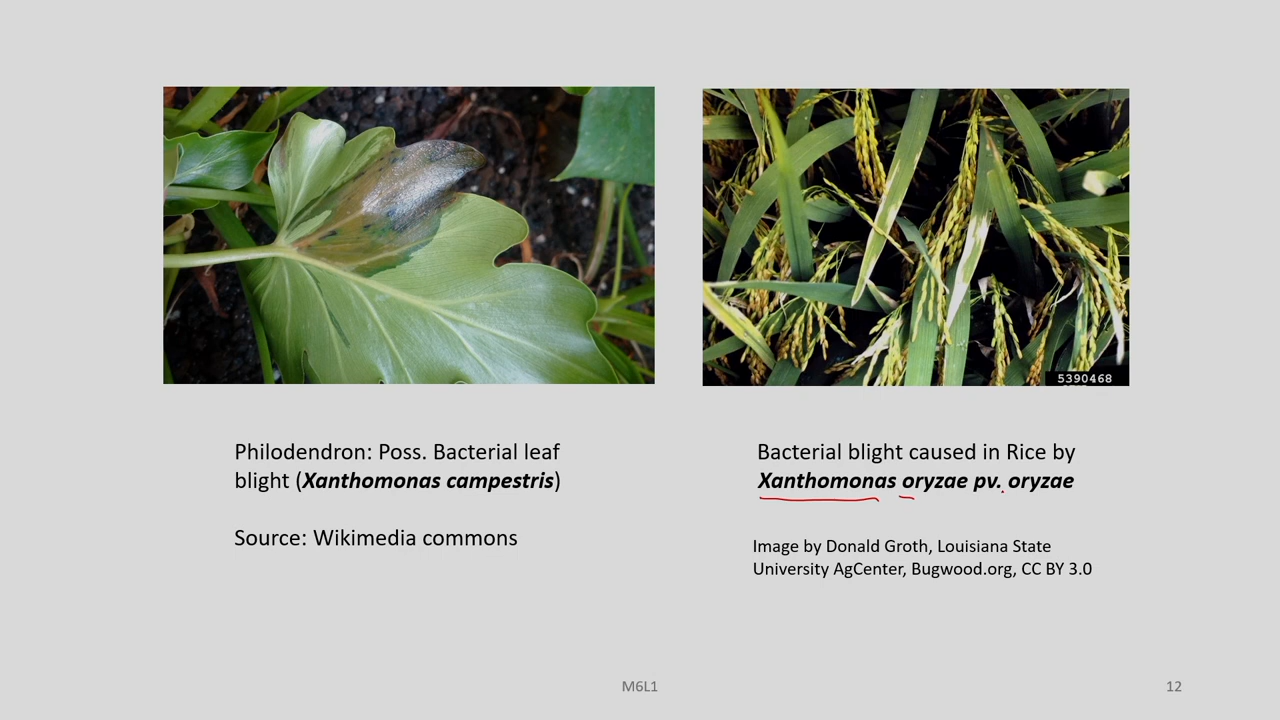 5390468
Philodendron: Poss. Bacterial leaf
blight (Xanthomonas campestris)
Source: Wikimedia commons
Bacterial blight caused in Rice by
Xanthomonas oryzae pv. oryzae
Image by Donald Groth, Louisiana State
University AgCenter, Bugwood.org, CC BY 3.0
M6L1
12